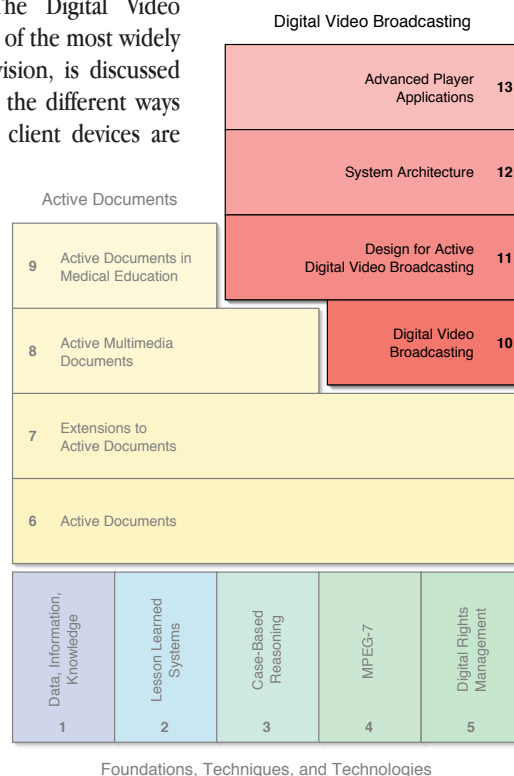 The Digital Video
of the most widely
vision, is discussed
the different ways
client devices are
Digital Video Broadcasting
Advanced Player
Applications 13
System Architecture 12
Design for Active
Digital Video Broadcasting 11
Digital Video
Broadcasting 10
Active Documents
9 Active Documents in
Medical Education
8 Active Multimedia
Documents
7 Extensions to
Active Documents
6 Active Documents
Data, Information,
Knowledge
1
Lesson Learned
Systems
2
Case-Based
Reasoning
3
MPEG-7
4
Digital Rights
Management
5
Foundations, Techniques, and Technologies